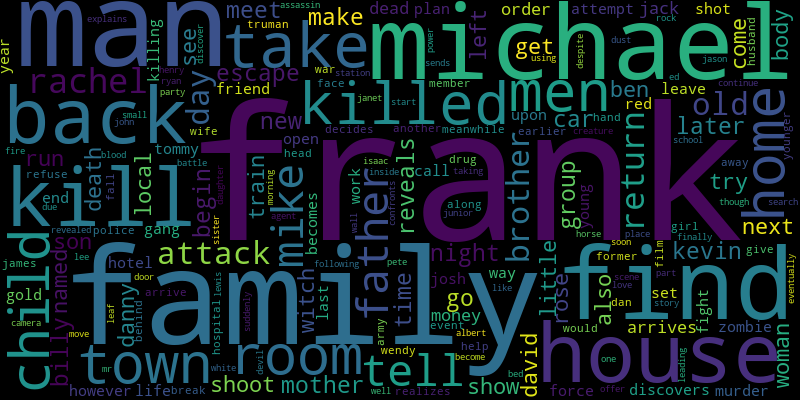 man
michael
frank
family
find
house
back
kill
killed
take
men
town
room
tell
child
home
father
mike
brother
return
rachel
attack
mother
shoot
show
david
kevin
arrives
discovers
woman
murder
force
also
rose
little
group
car
ben
red
leave
olde
later
try
next
come
body
husband
assassin
explains
year
killing
see
day
meet
make
truman
war
station
face
friend
escape
dead
plan
order
attempt
jack
shot
left
get
despite
using
rock
dust
power
sends
member
ed
jason
continue
henry
ryan
party
small
john
wife
tommy
new
open
head
janet
start
decides
another
meanwhile
upon
earlier
hand
creature
school
away
younger
though
search
girl
place
finally
young
work
call
reveals
drug
isaac
inside
taking
along
confronts
wall
junior
agent
morning
daughter
sister
becomes
train
begin
local
battle
blood
fall
death
run
refuse
end
due
fire
revealed
police
son
gang
named
billy
james
lee
gold
camera
hotel
door
arrive
danny
behind
move
leaf
mr
however
life
break
white
hospital
lewis
suddenly
devil
witch
last
following
time
event
money
night
josh
way
like
go
pete
army
albert
help
become
wendy
well
realizes
bed
horse
dan
former
soon
scene
love
film
part
story
set
fight
give
would
leading
offer
zombie
eventually
discover